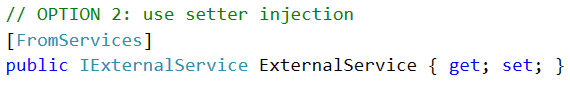 // OPTION 2: use setter injection
[FromServices]
public IExternalService ExternalService { get; set; }